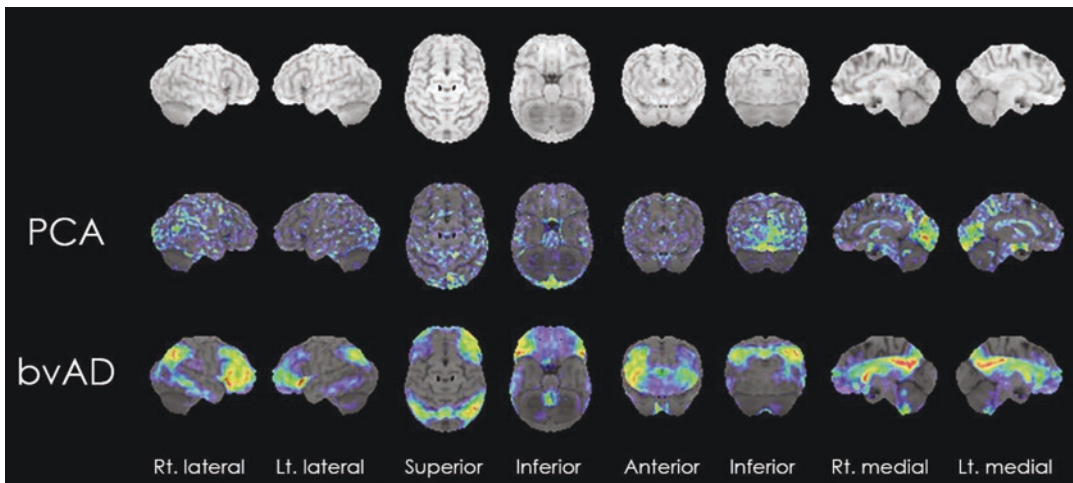 PCA
bvAD
Rt. lateral Lt. lateral Superior Inferior Anterior Inferior Rt. medial Lt. medial